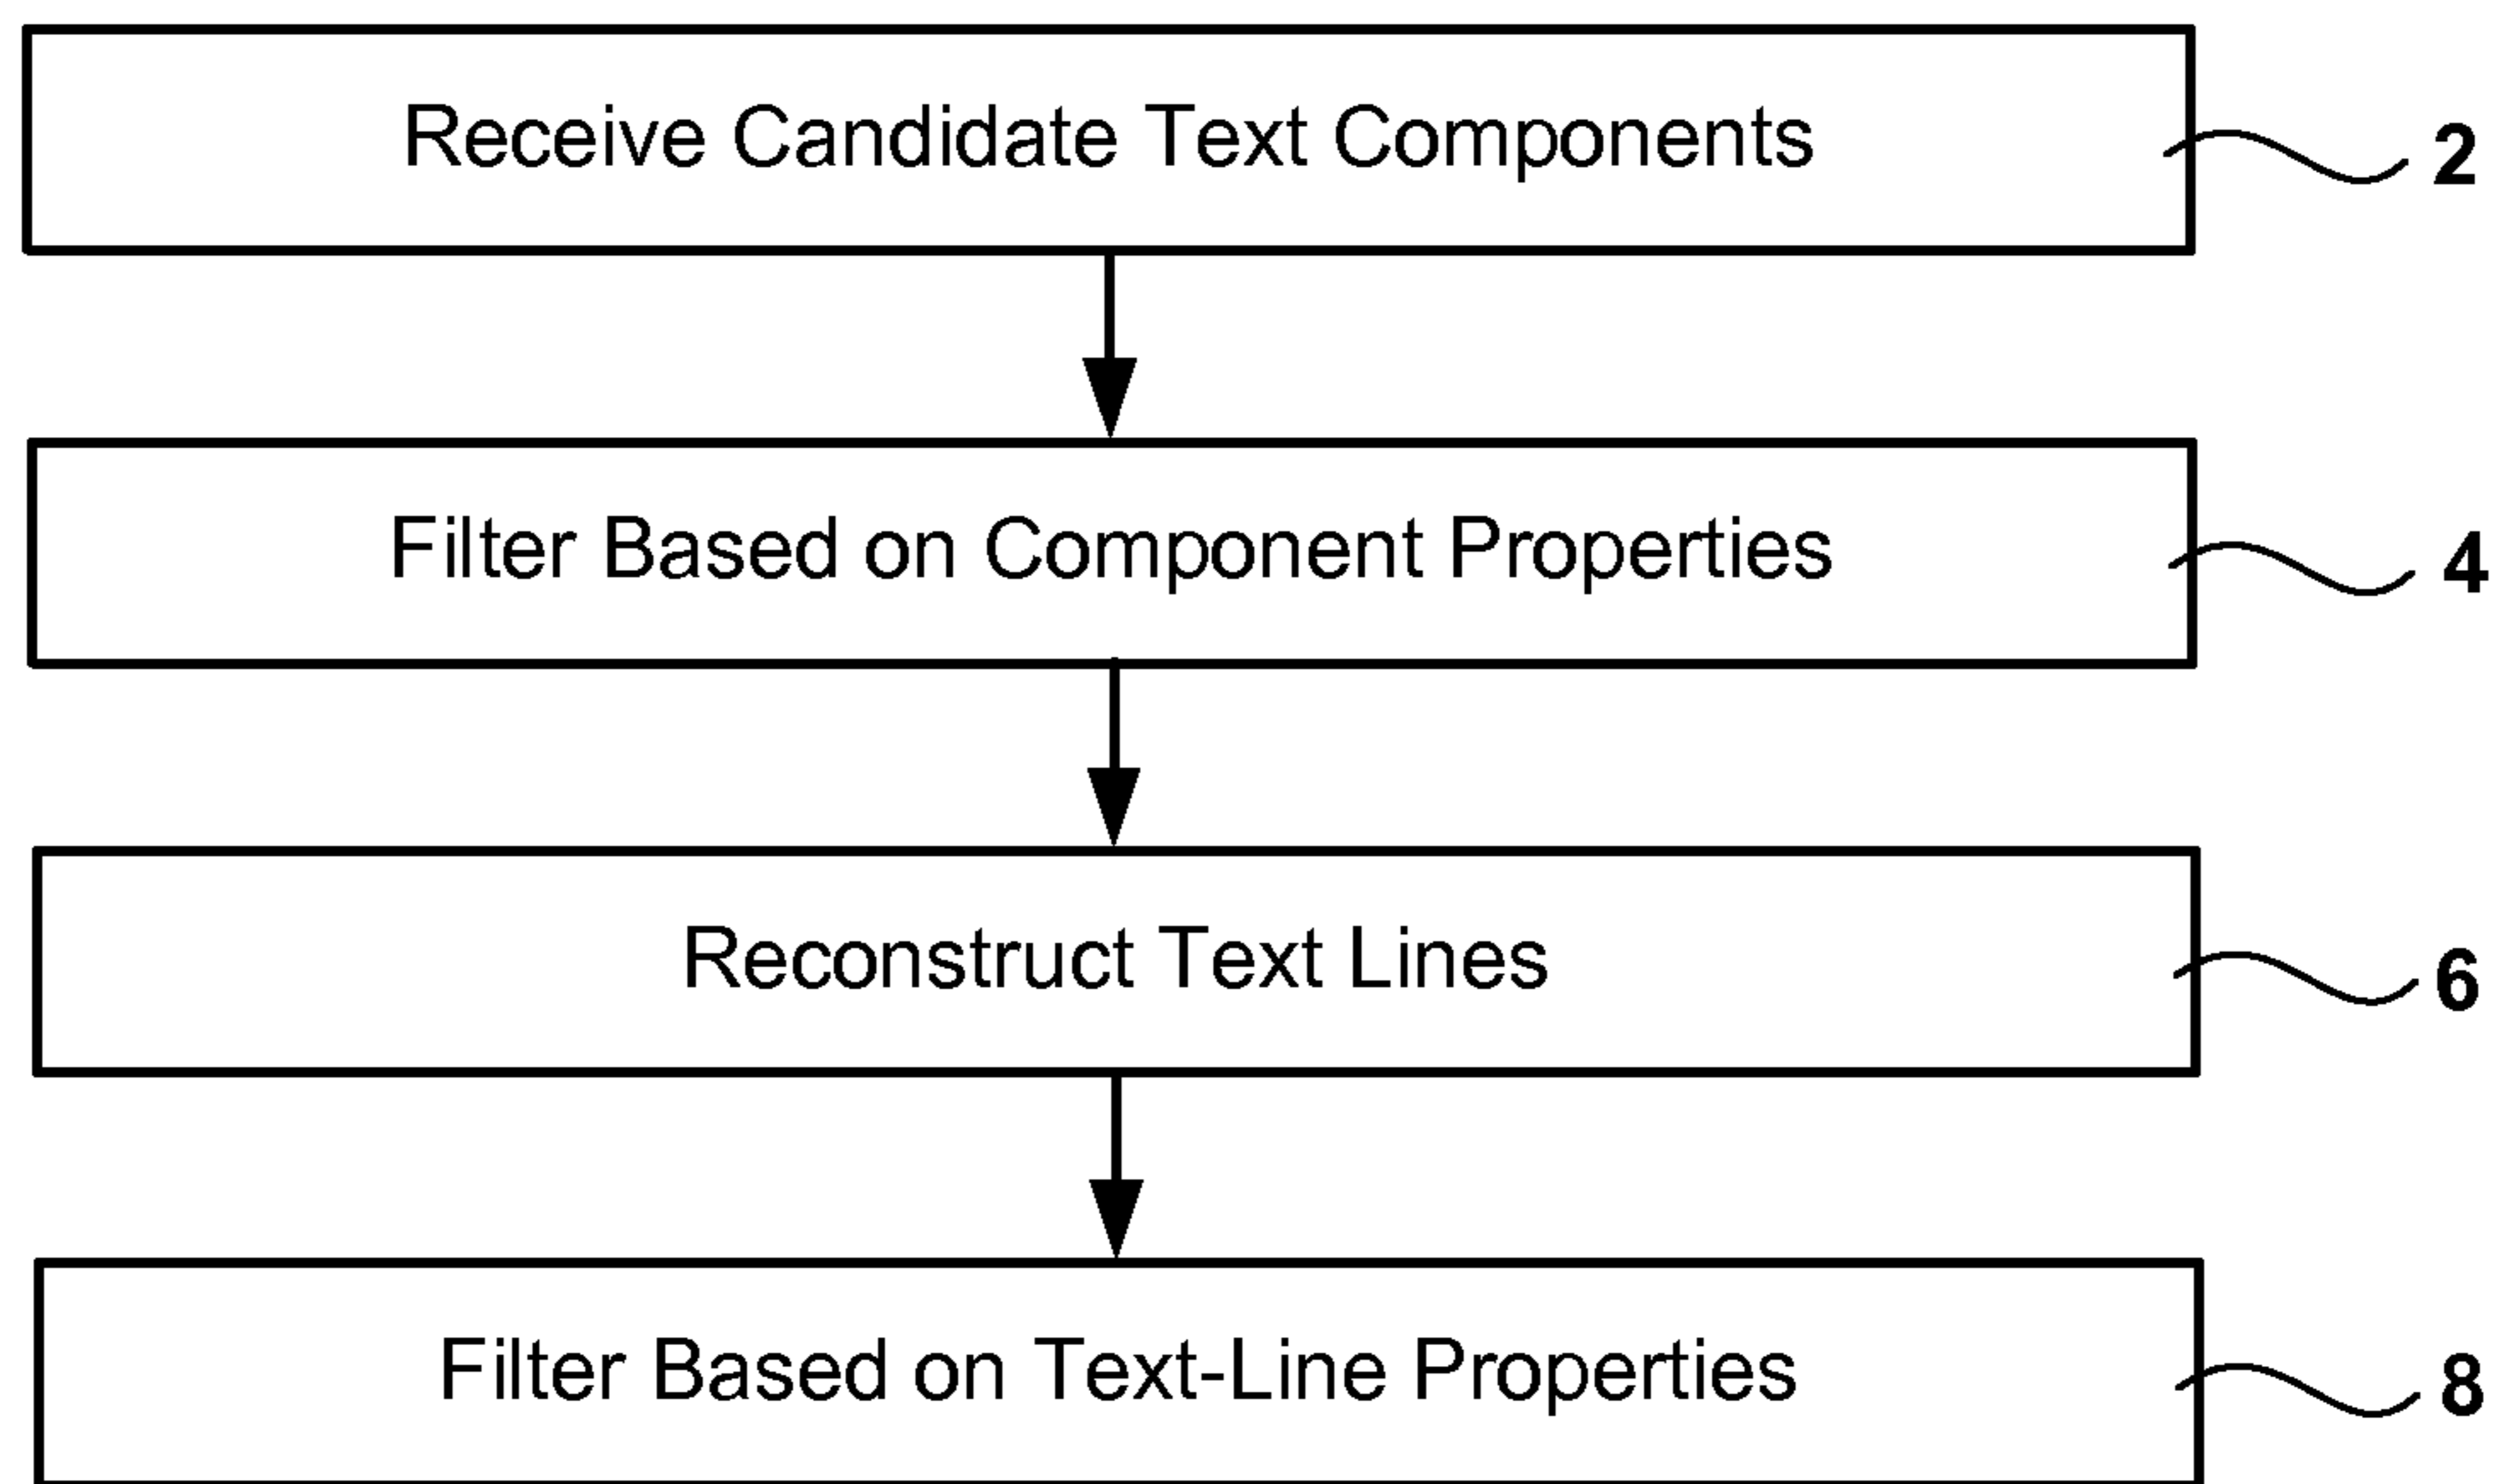 Receive Candidate Text Components
2
Filter Based on Component Properties
4
Reconstruct Text Lines
6
Filter Based on Text-Line Properties
8